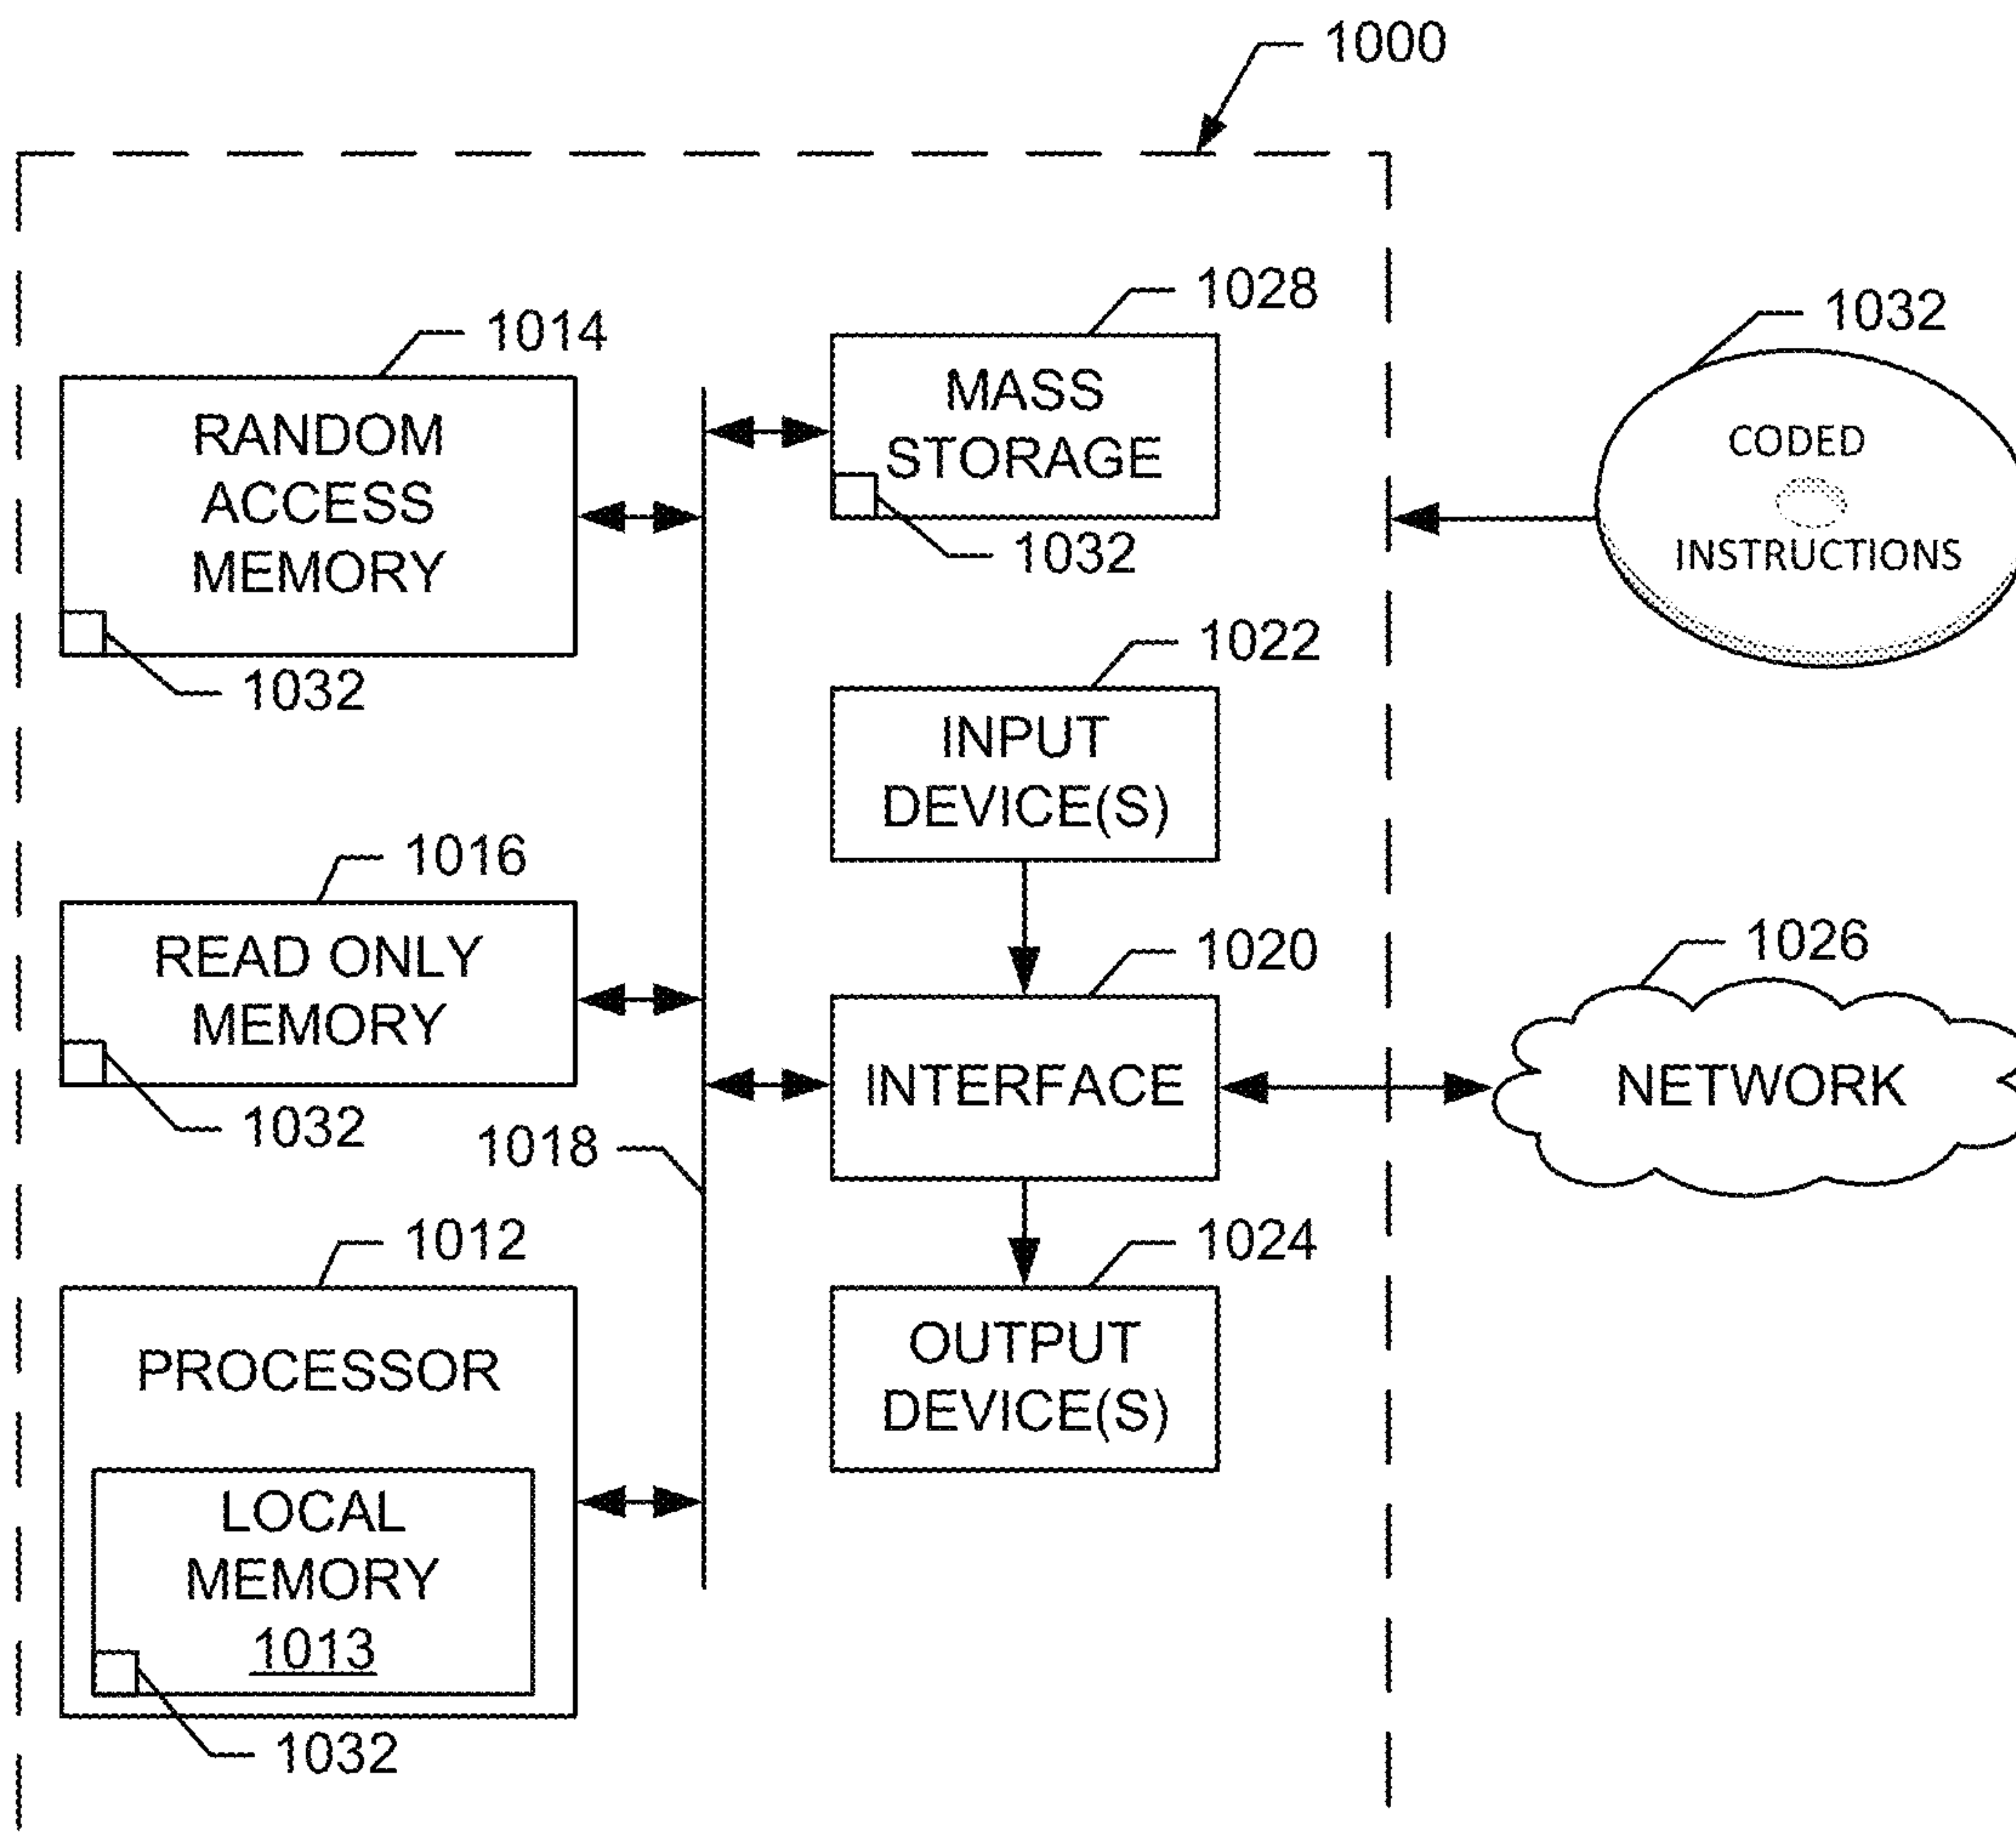 1000
1028
1014
1032
MASS
STORAGE
RANDOM
ACCESS
MEMORY
CODED
INSTRUCTIONS
1032
1032
1022
INPUT
DEVICE(S)
1016
READ ONLY
MEMORY
1032
1020
INTERFACE
1026
NETWORK
1018
1012
PROCESSOR
LOCAL
MEMORY
1013
1032
1024
OUTPUT
DEVICE(S)